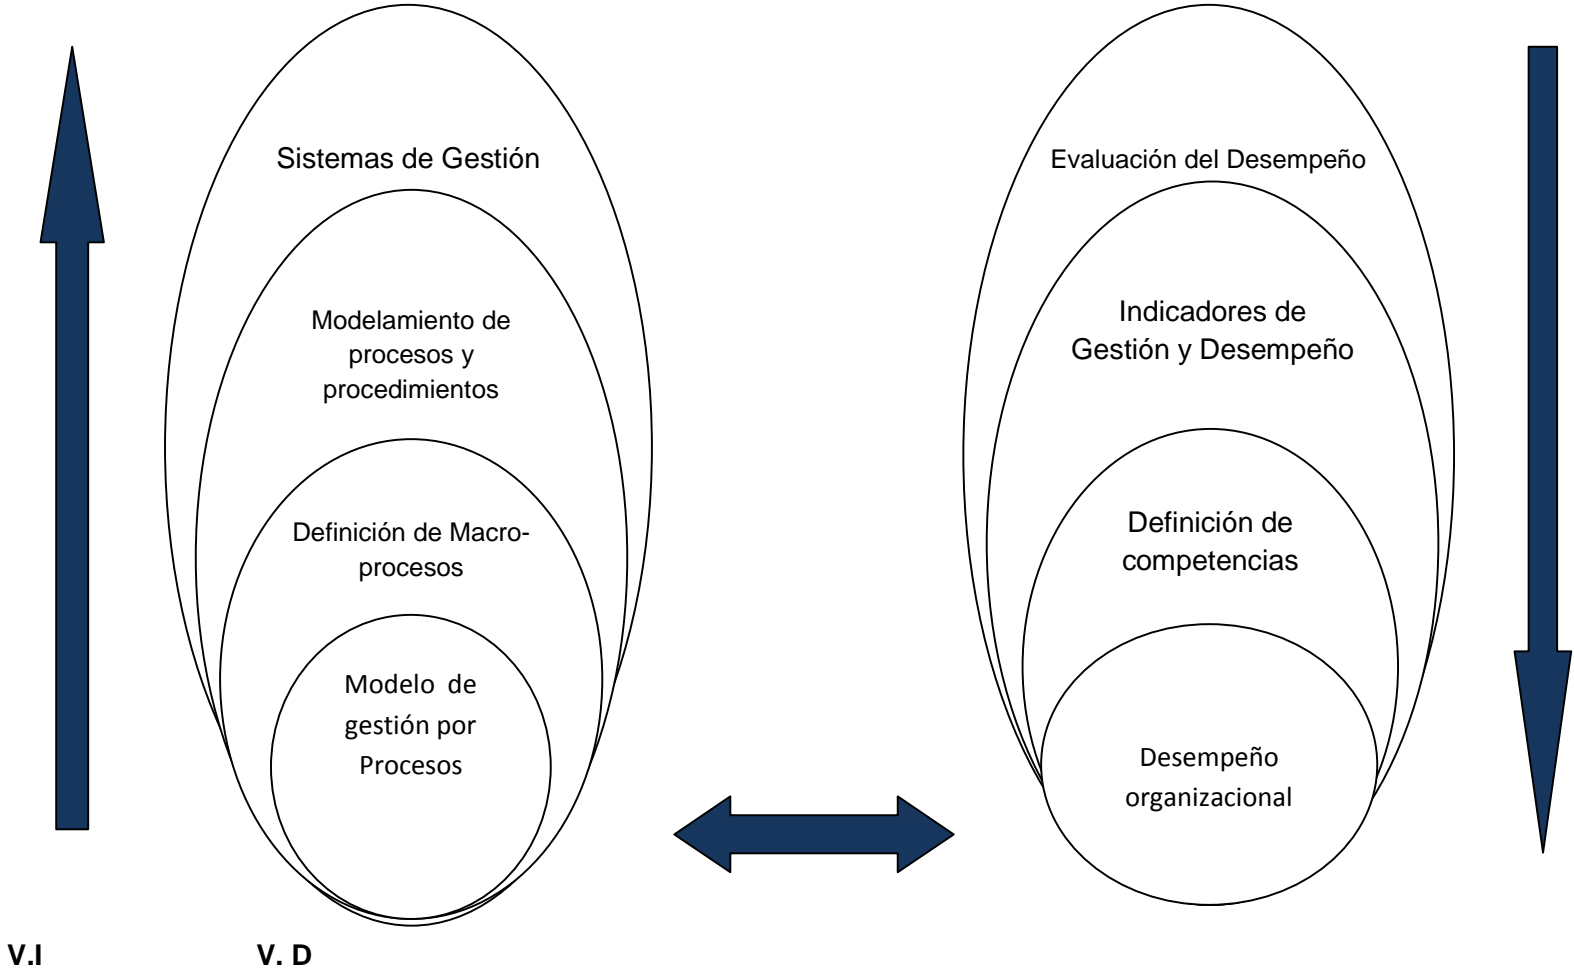 Sistemas de Gestión
Modelamiento de
procesos y
procedimientos
Definición de Macro-
procesos
Modelo de
gestión por
Procesos
Evaluación del Desempeño
Indicadores de
Gestión y Desempeño
Definición de
competencias
Desempeño
organizacional
V.I V. D